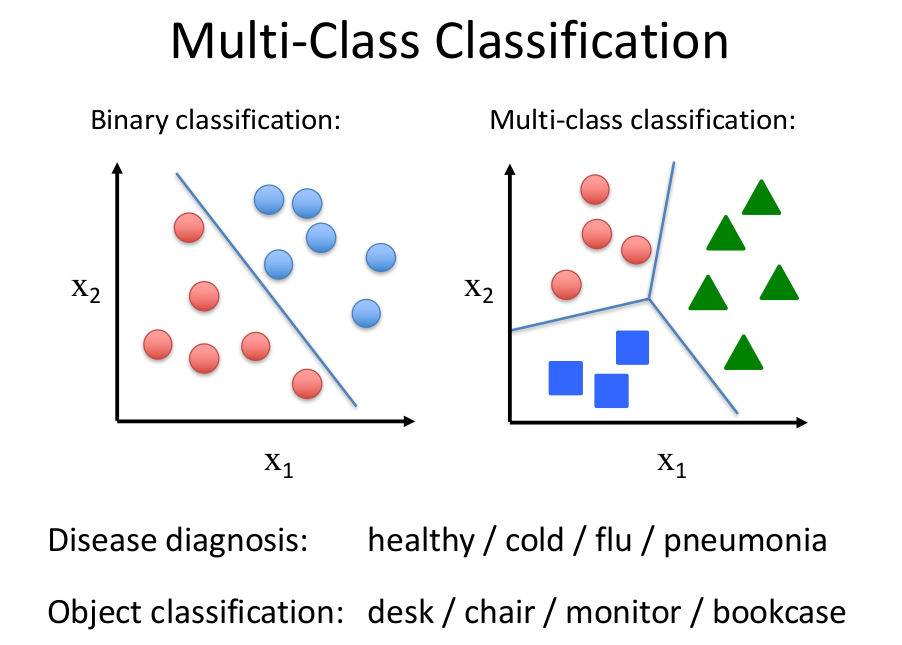 Multi-Class Classification
Binary classification:
Multi-class classification:
x₂
x₁
x₂
x₁
Disease diagnosis: healthy / cold / flu / pneumonia
Object classification: desk / chair / monitor / bookcase